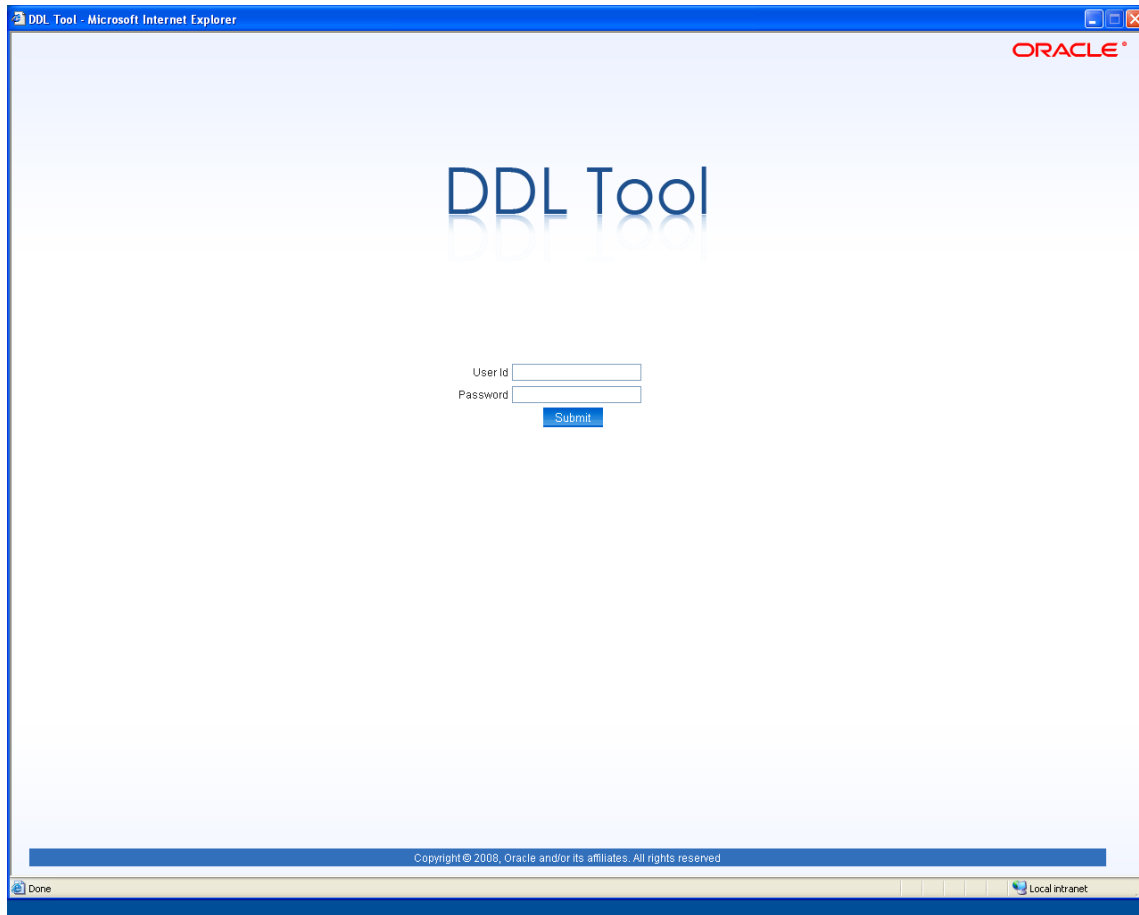 DDL Tool - Microsoft Internet Explorer
ORACLE®
DDL Tool
User Id
Password
Submit
Copyright © 2008, Oracle and/or its affiliates. All rights reserved
Done
Local intranet